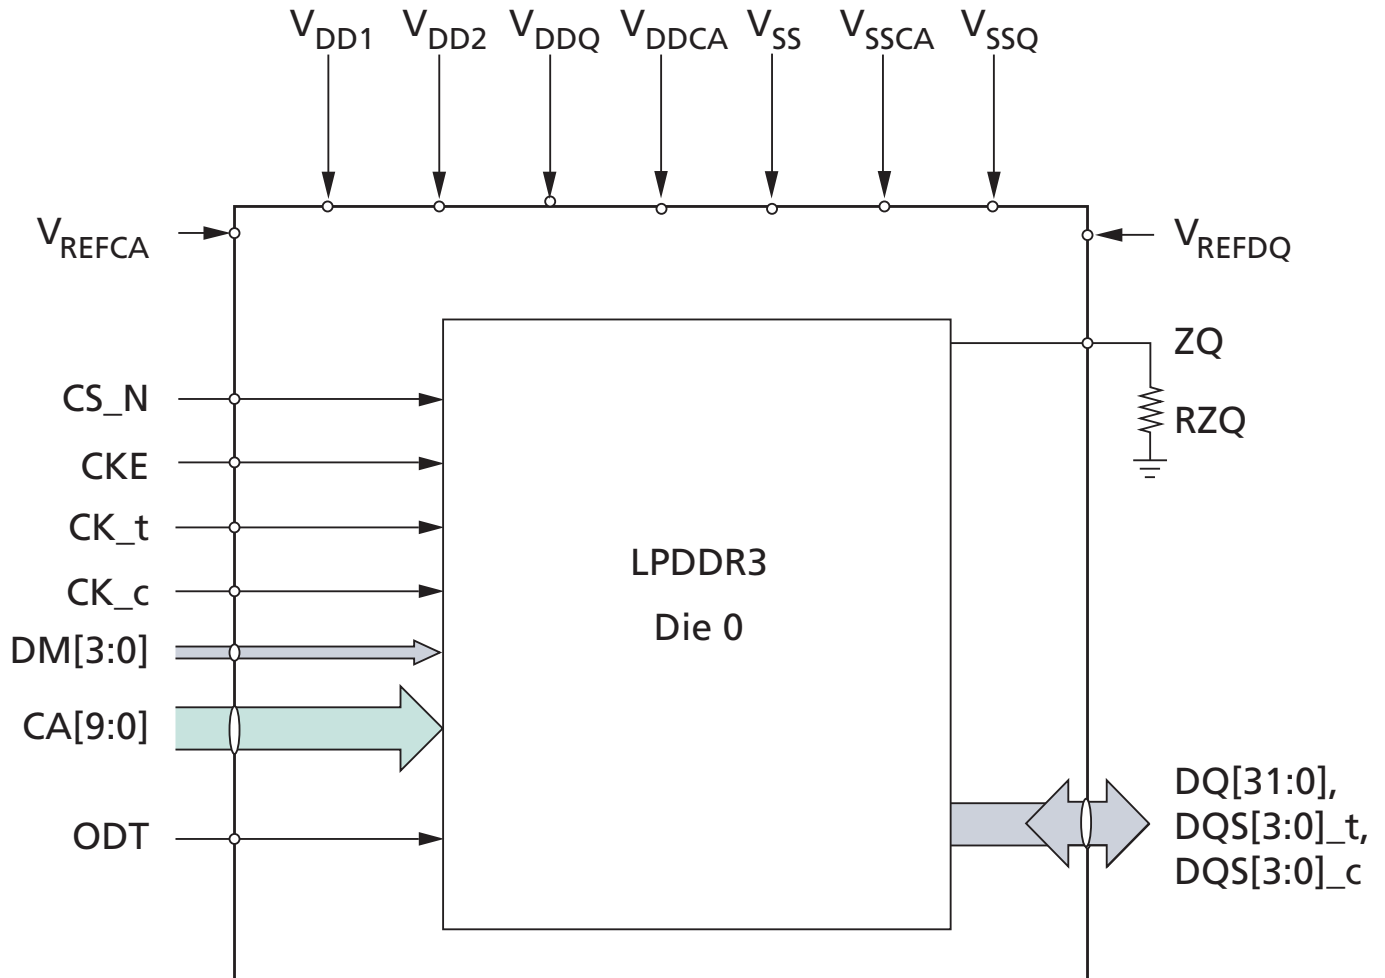 VDD1 VDD2 VDDQ VDDCA VSS VSSCA VSSQ
VREFCA
VREFDQ
ZQ
CS_N
RZQ
CKE
CK_t
LPDDR3
CK_c
Die 0
DM[3:0]
CA[9:0]
DQ[31:0],
ODT
DQS[3:0]_t,
DQS[3:0]_c